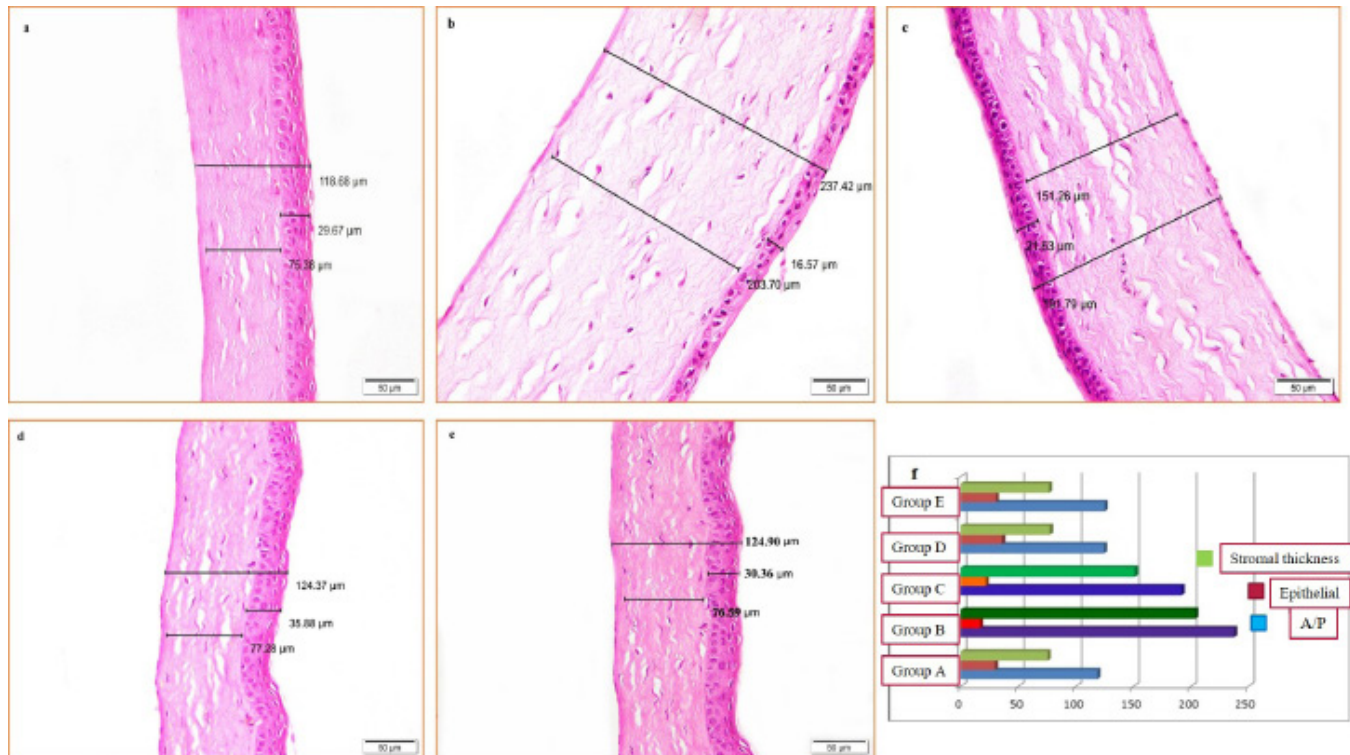 a
118.68 µm
29.67 µm
75.38 µm
50 µm
b
237.42 µm
16.57 µm
203.70 µm
50 µm
c
151.26 µm
21.53 µm
191.79 µm
50 µm
d
124.37 µm
35.88 µm
77.28 µm
50 µm
e
124.90 µm
30.36 µm
76.59 µm
50 µm
f
Group E
Group D
Group C
Group B
Group A
Stromal thickness
Epithelial
A/P
0 50 100 150 200 250